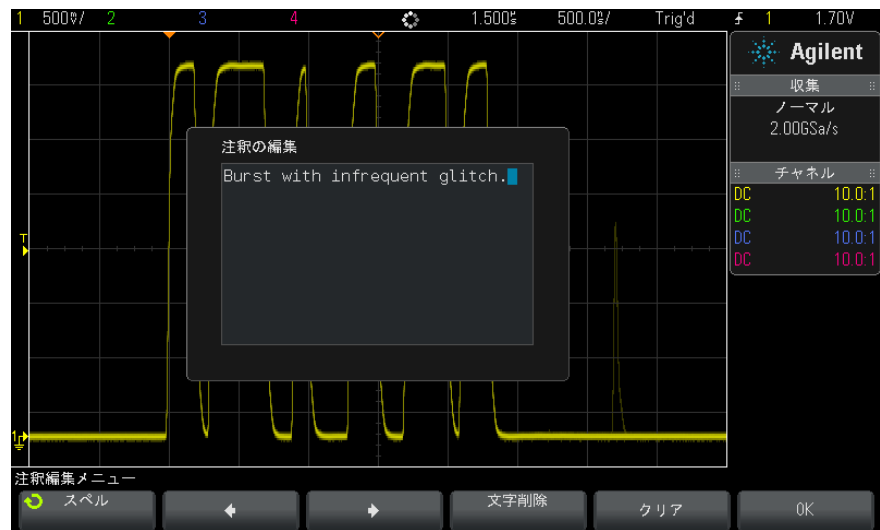 1 500㎷/ 2 3 4 1.500㎲ 500.0㎱/ Trig'd 1 1.70V
Agilent
収集
ノーマル
2.00GSa/s
チャネル
DC 10.0:1
DC 10.0:1
DC 10.0:1
DC 10.0:1
注釈の編集
Burst with infrequent glitch.
T
1
注釈編集メニュー
スペル
文字削除
クリア
OK